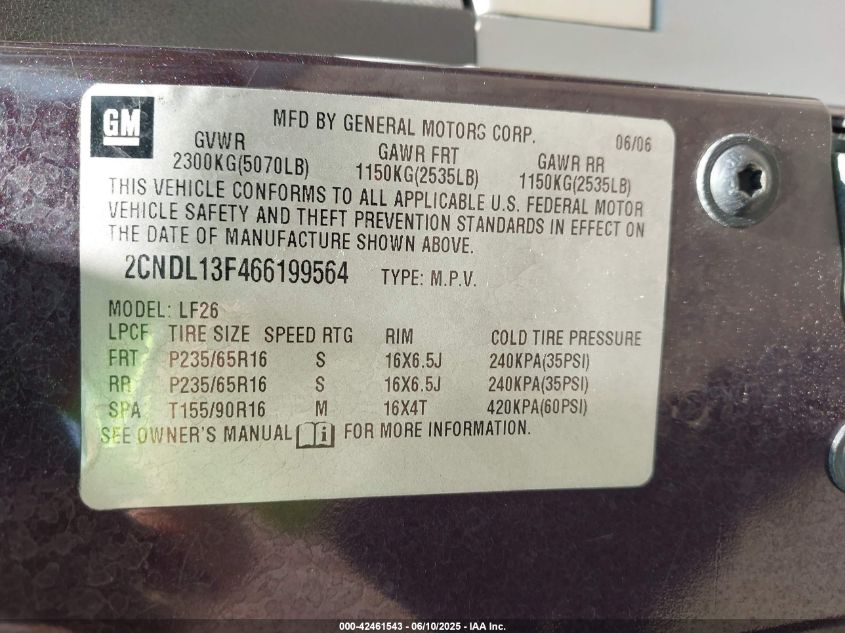 GM
MFD BY GENERAL MOTORS CORP. 06/06
GVWR GAWR FRT GAWR RR
2300KG(5070LB) 1150KG(2535LB) 1150KG(2535LB)
THIS VEHICLE CONFORMS TO ALL APPLICABLE U.S. FEDERAL MOTOR
VEHICLE SAFETY AND THEFT PREVENTION STANDARDS IN EFFECT ON
THE DATE OF MANUFACTURE SHOWN ABOVE.
2CNDL13F466199564 TYPE: M.P.V.
MODEL: LF26
LPCF TIRE SIZE SPEED RTG RIM COLD TIRE PRESSURE
FRT P235/65R16 S 16X6.5J 240KPA(35PSI)
RR P235/65R16 S 16X6.5J 240KPA(35PSI)
SPA T155/90R16 M 16X4T 420KPA(60PSI)
SEE OWNER'S MANUAL i FOR MORE INFORMATION.
000-42461543 - 06/10/2025 - IAA Inc.